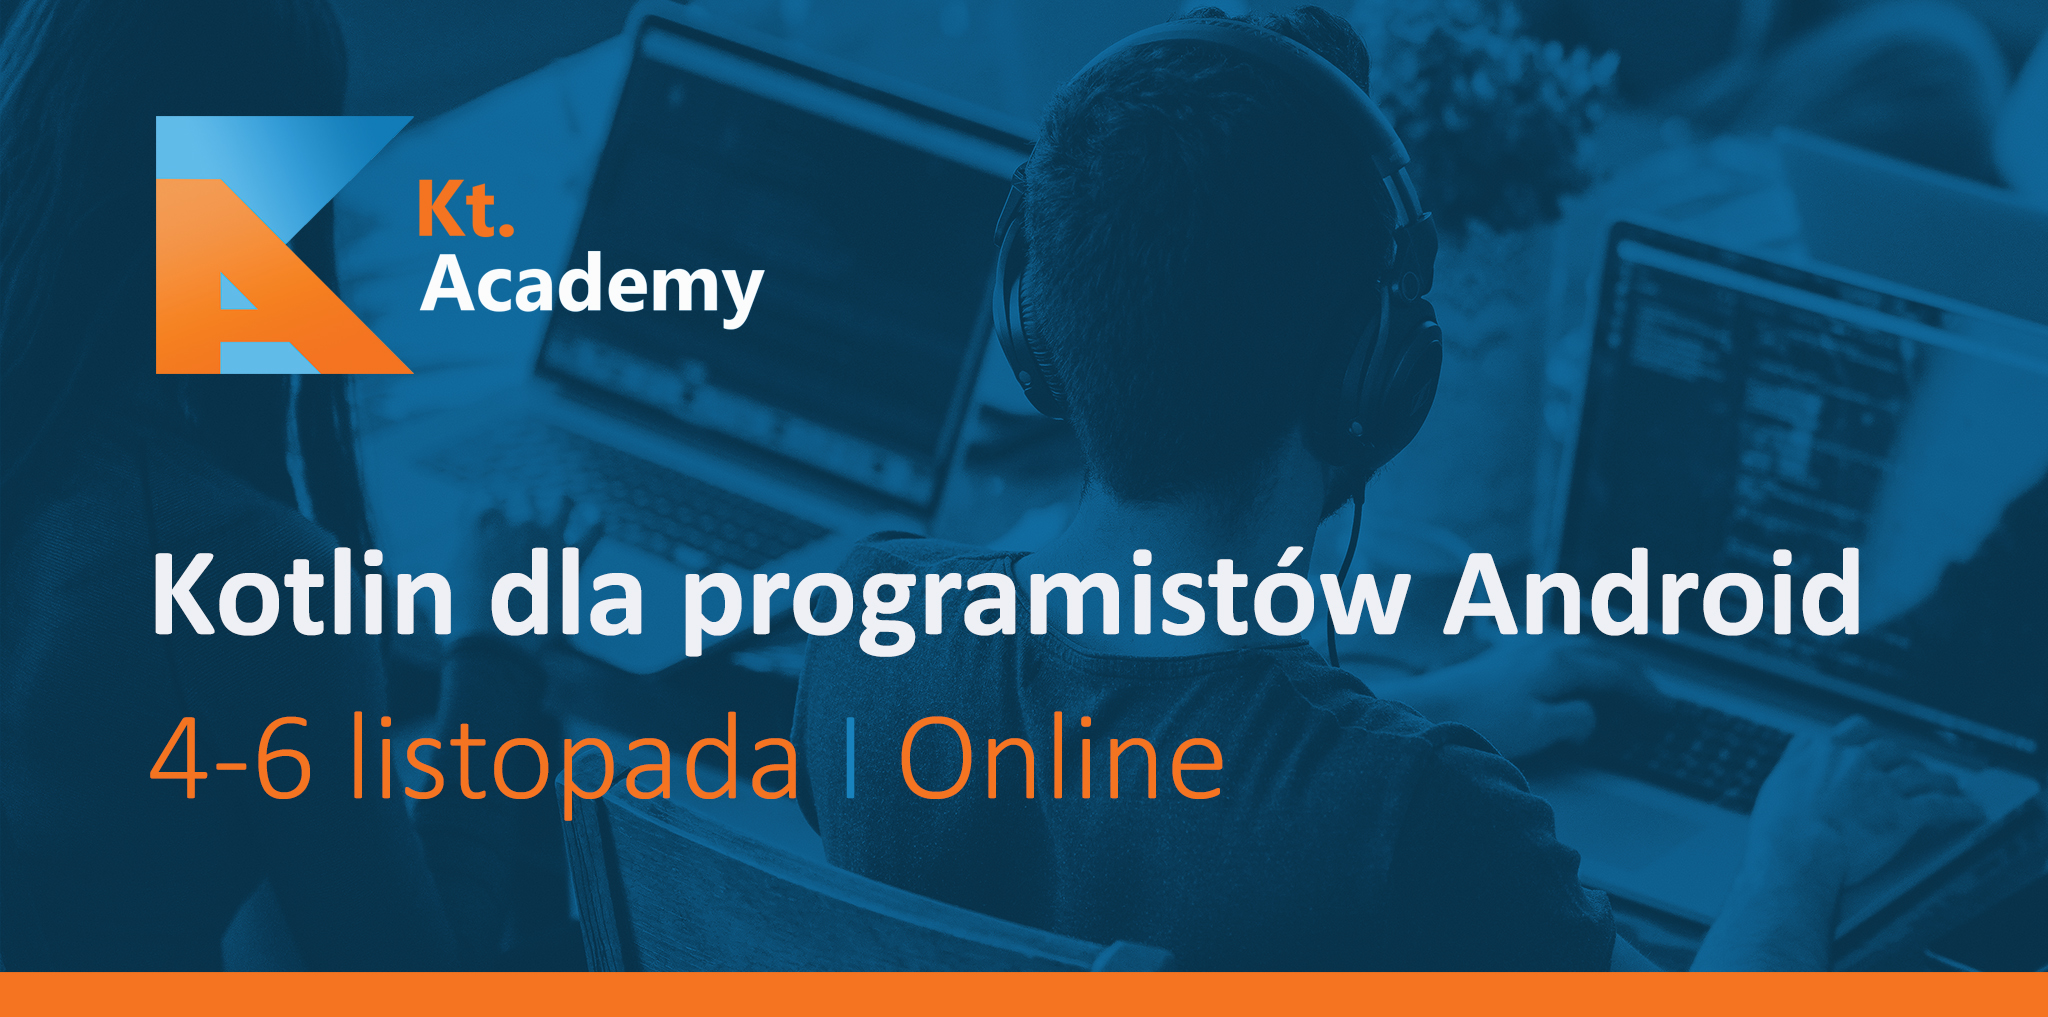 Kt.
Academy
Kotlin dla programistów Android
4-6 listopada | Online